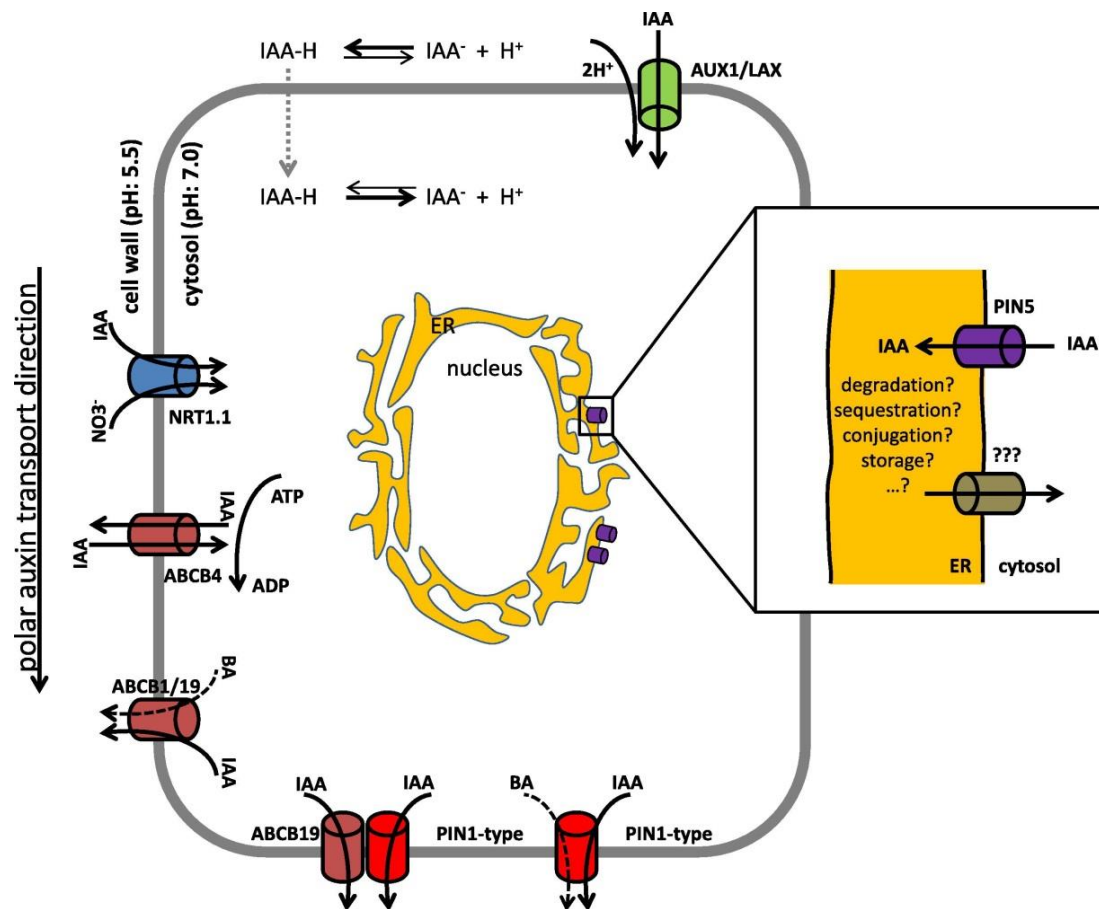 IAA
IAA-H
IAA⁻ + H⁺
2H⁺
AUX1/LAX
cell wall (pH: 5.5)
cytosol (pH: 7.0)
IAA-H
IAA⁻ + H⁺
polar auxin transport direction
IAA
NO3⁻
NRT1.1
ER
nucleus
PIN5
IAA
IAA
degradation?
sequestration?
conjugation?
storage?
...?
???
ER
cytosol
IAA
IAA
ABCB4
ATP
ADP
ABCB1/19
BA
IAA
IAA
IAA
ABCB19
PIN1-type
BA
IAA
PIN1-type